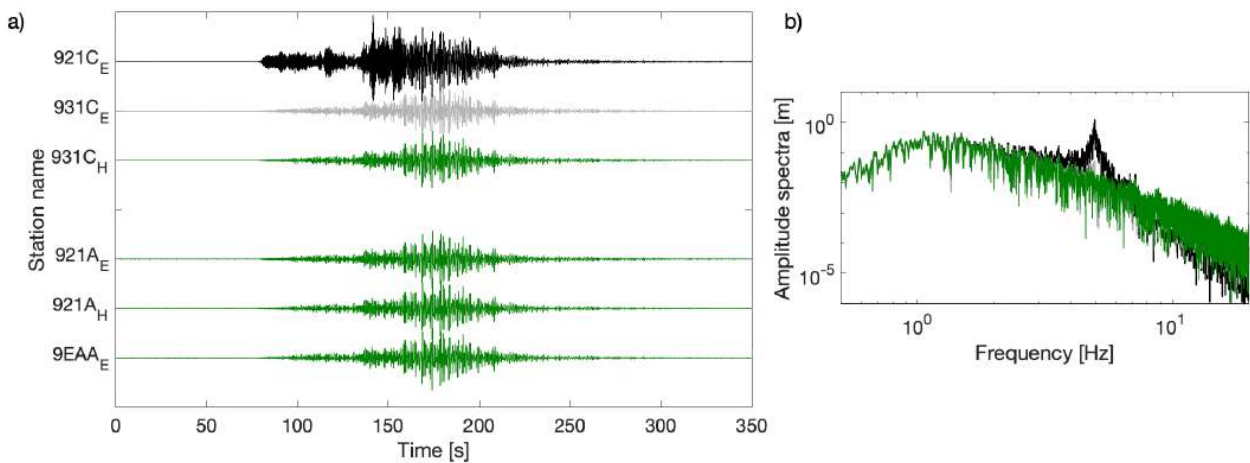 a)
Station name
921C_E
931C_E
931C_H
921A_E
921A_H
9EAA_E
0 50 100 150 200 250 300 350
Time [s]
b)
Amplitude spectra [m]
10^0
10^-5
10^0 10^1
Frequency [Hz]